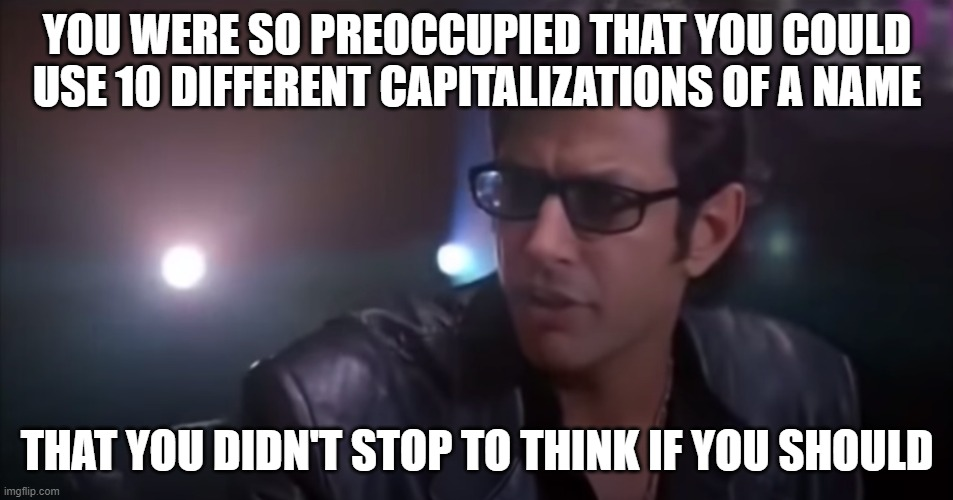 YOU WERE SO PREOCCUPIED THAT YOU COULD
USE 10 DIFFERENT CAPITALIZATIONS OF A NAME
THAT YOU DIDN'T STOP TO THINK IF YOU SHOULD
imgflip.com